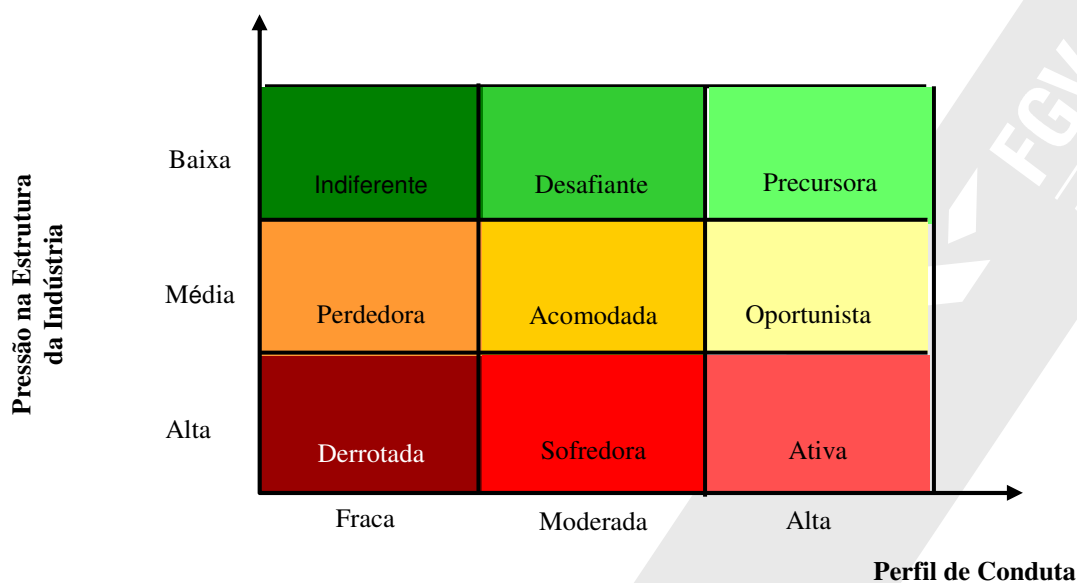 Pressão na Estrutura
da Indústria
Baixa
Indiferente
Desafiante
Precursora
Média
Perdedora
Acomodada
Oportunista
Alta
Derrotada
Sofredora
Ativa
Fraca
Moderada
Alta
Perfil de Conduta
FGV